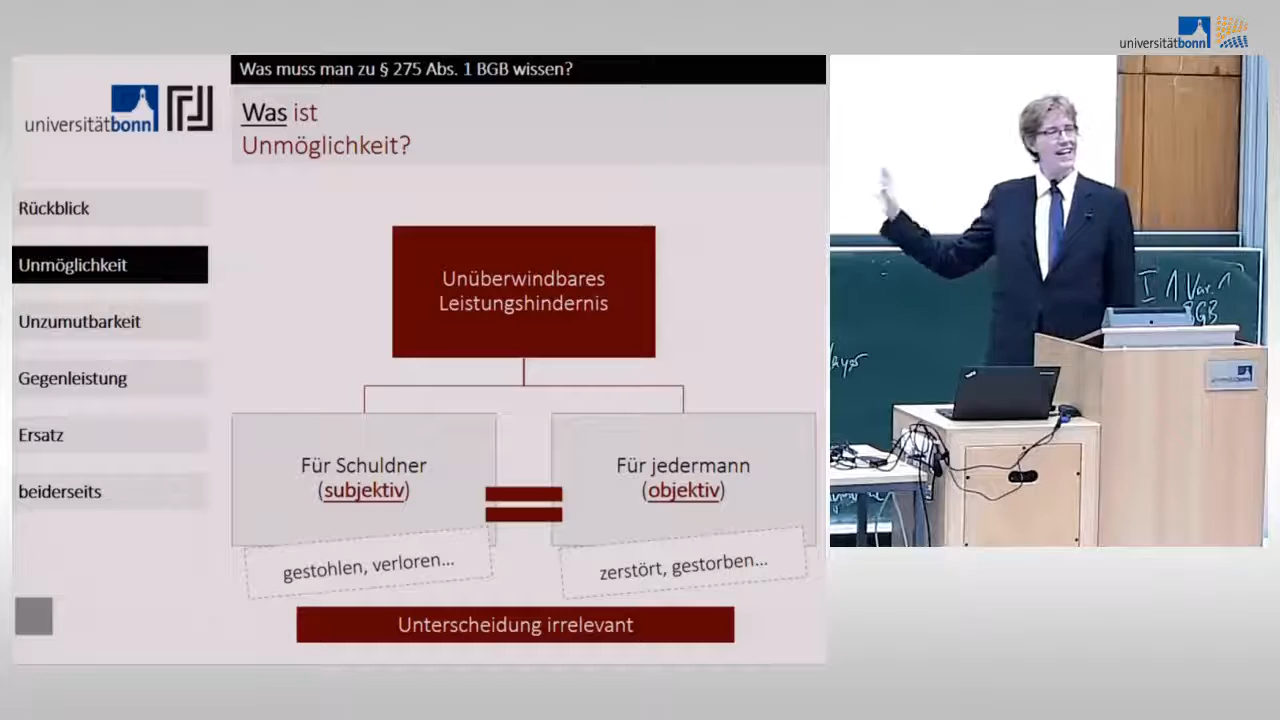 universitätbonn
Was muss man zu § 275 Abs. 1 BGB wissen?
universitätbonn
Was ist
Unmöglichkeit?
Rückblick
Unmöglichkeit
Unzumutbarkeit
Gegenleistung
Ersatz
beiderseits
Unüberwindbares
Leistungshindernis
Für Schuldner
(subjektiv)
Für jedermann
(objektiv)
gestohlen, verloren...
zerstört, gestorben...
Unterscheidung irrelevant
I 1 Var. 1
BGB